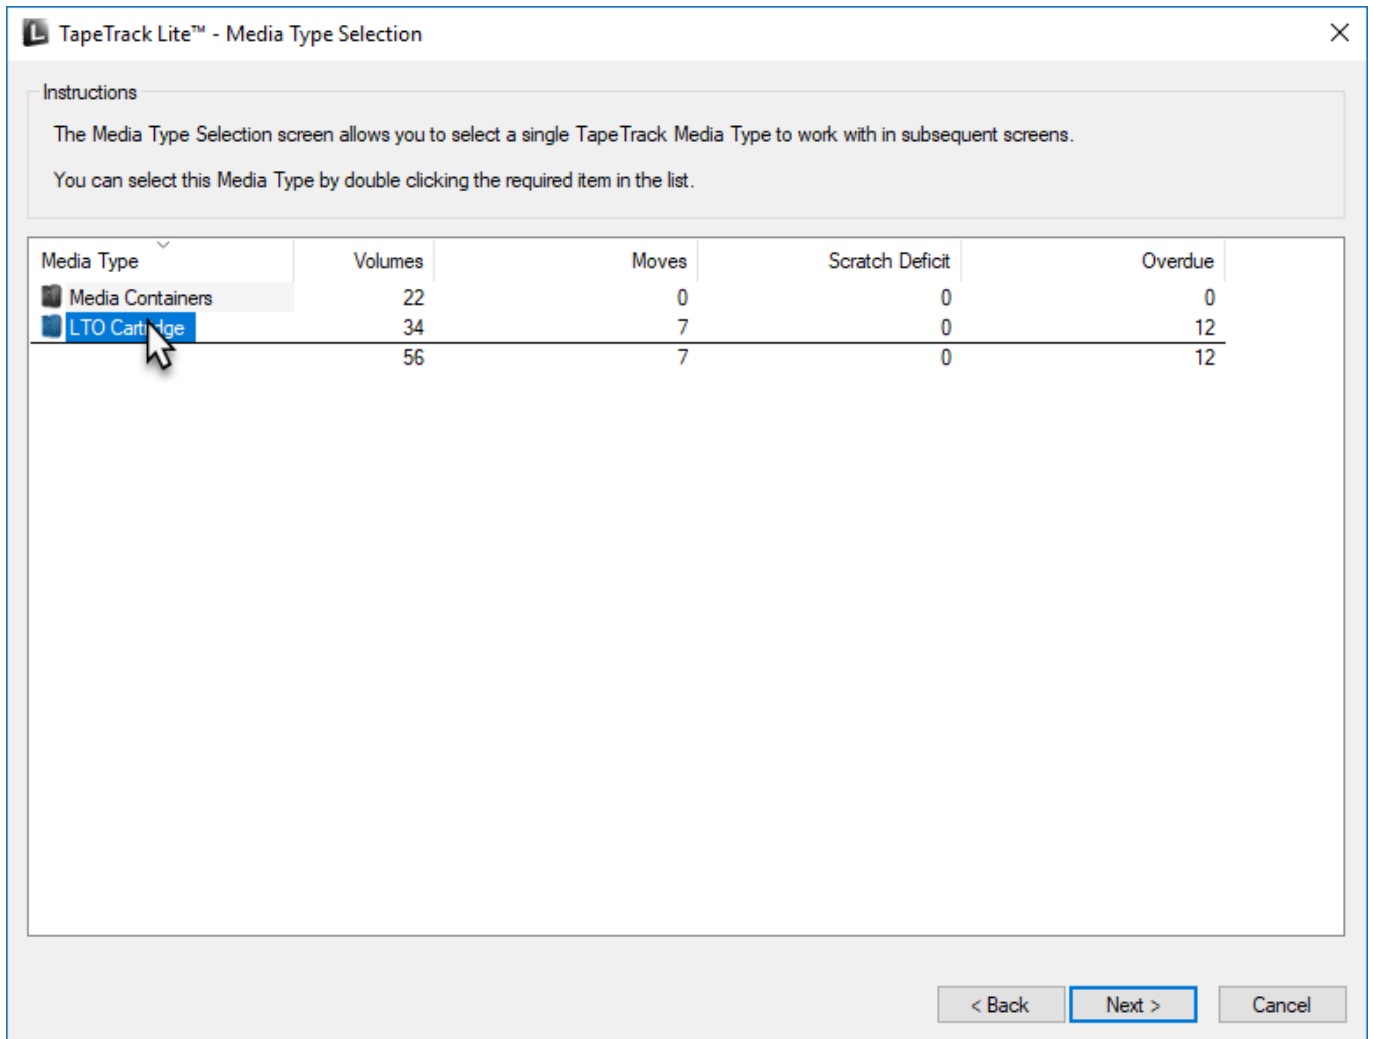 TapeTrack Lite™ - Media Type Selection
Instructions
The Media Type Selection screen allows you to select a single TapeTrack Media Type to work with in subsequent screens.
You can select this Media Type by double clicking the required item in the list.
Media Type Volumes Moves Scratch Deficit Overdue
Media Containers 22 0 0 0
LTO Cartridge 34 7 0 12
56 7 0 12
< Back Next > Cancel